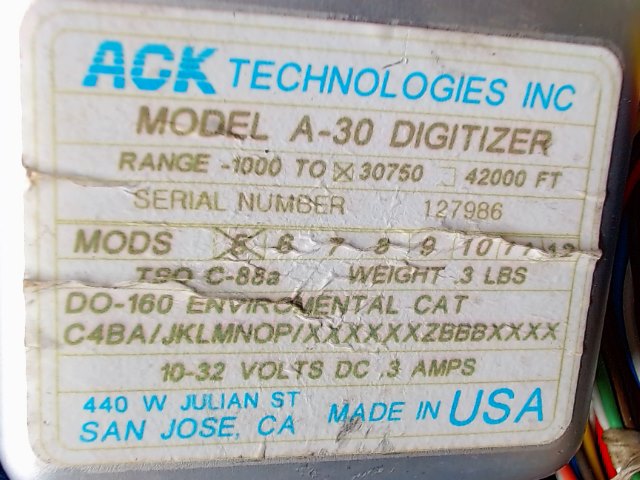 ACK TECHNOLOGIES INC
MODEL A-30 DIGITIZER
RANGE -1000 TO ☒ 30750 ☐ 42000 FT
SERIAL NUMBER 127986
MODS 5 6 7 8 9 10 11 12
TSO C-88a WEIGHT .3 LBS
DO-160 ENVIROMENTAL CAT
C4BA/JKLMNOP/XXXXXXZBBBXXXX
10-32 VOLTS DC .3 AMPS
440 W JULIAN ST
SAN JOSE, CA
MADE IN USA